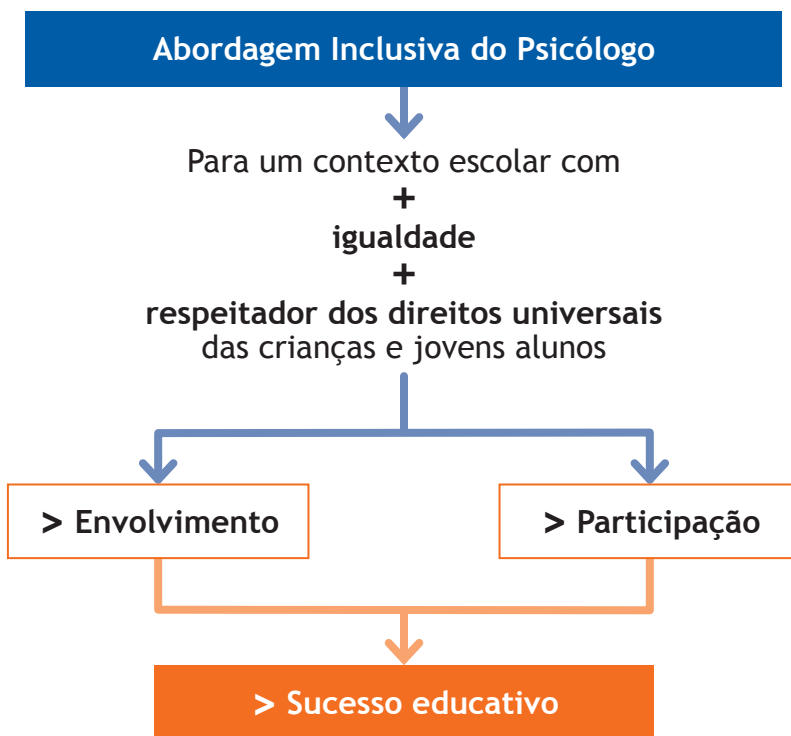 Abordagem Inclusiva do Psicólogo
Para um contexto escolar com
+
igualdade
+
respeitador dos direitos universais
das crianças e jovens alunos
> Envolvimento
> Participação
> Sucesso educativo